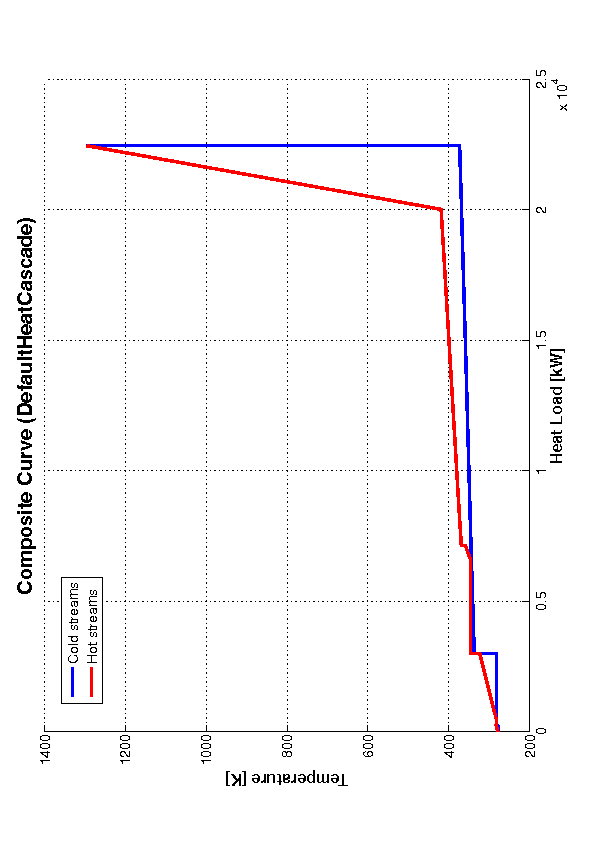 Composite Curve (DefaultHeatCascade)
Cold streams
Hot streams
Temperature [K]
1400
1200
1000
800
600
400
200
0
0.5
1
1.5
2
2.5
x 10^4
Heat Load [kW]